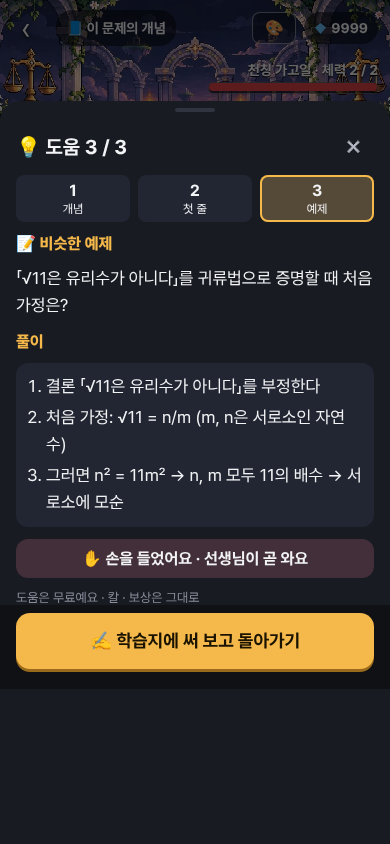 ‹ 📘 이 문제의 개념 🎨 🔹 9999
천칭 가고일 · 체력 2 / 2
💡 도움 3 / 3 ✕
1 2 3
개념 첫 줄 예제
📝 비슷한 예제
「√11은 유리수가 아니다」를 귀류법으로 증명할 때 처음
가정은?
풀이
1. 결론 「√11은 유리수가 아니다」를 부정한다
2. 처음 가정: √11 = n/m (m, n은 서로소인 자연
수)
3. 그러면 n² = 11m² → n, m 모두 11의 배수 → 서
로소에 모순
✋ 손을 들었어요 · 선생님이 곧 와요
도움은 무료예요 · 칼 · 보상은 그대로
✍️ 학습지에 써 보고 돌아가기